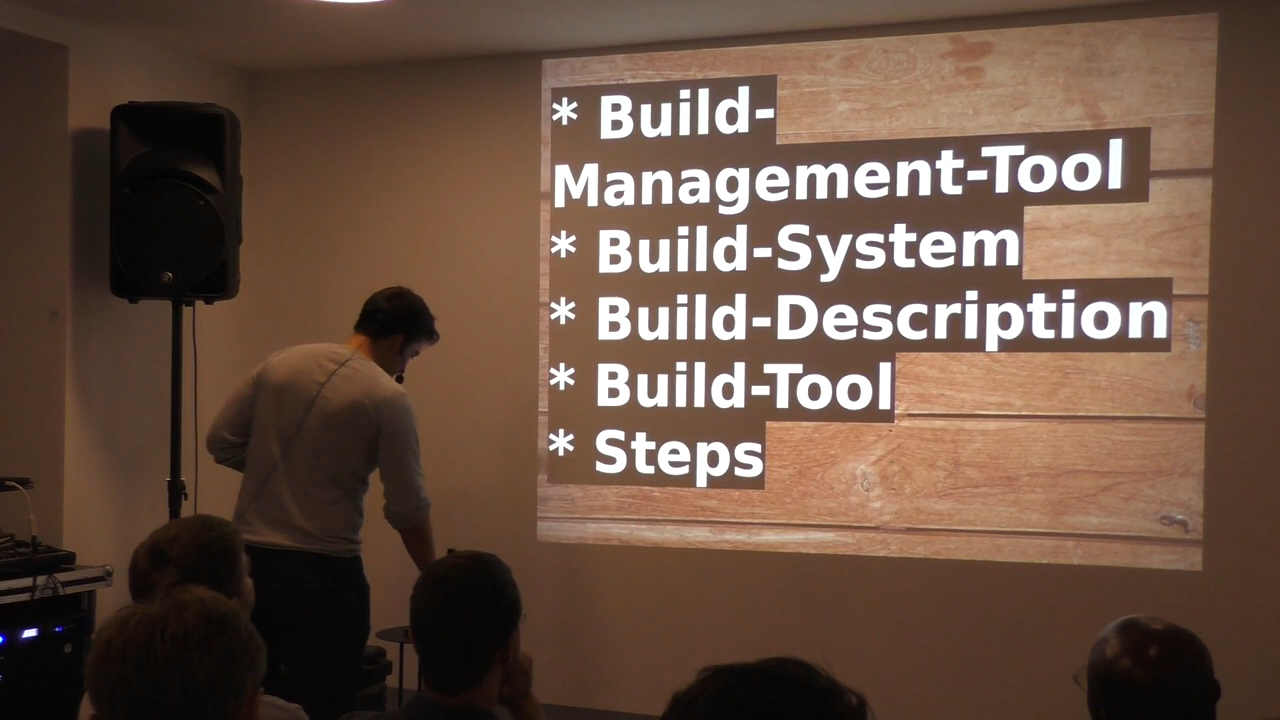 * Build-
Management-Tool
* Build-System
* Build-Description
* Build-Tool
* Steps